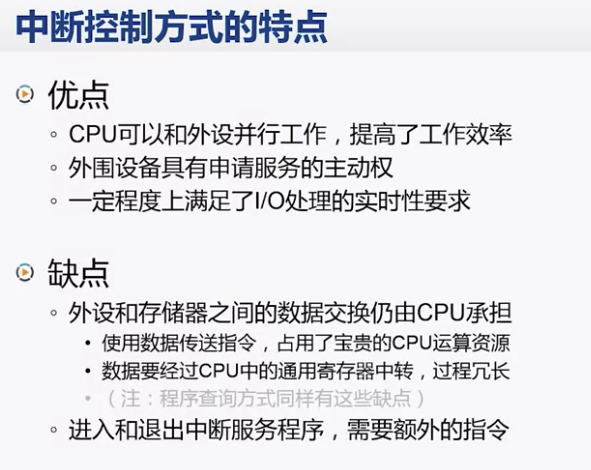 中断控制方式的特点
优点
CPU可以和外设并行工作，提高了工作效率
外围设备具有申请服务的主动权
一定程度上满足了I/O处理的实时性要求
缺点
外设和存储器之间的数据交换仍由CPU承担
使用数据传送指令，占用了宝贵的CPU运算资源
数据要经过CPU中的通用寄存器中转，过程冗长
（注：程序查询方式同样有这些缺点）
进入和退出中断服务程序，需要额外的指令